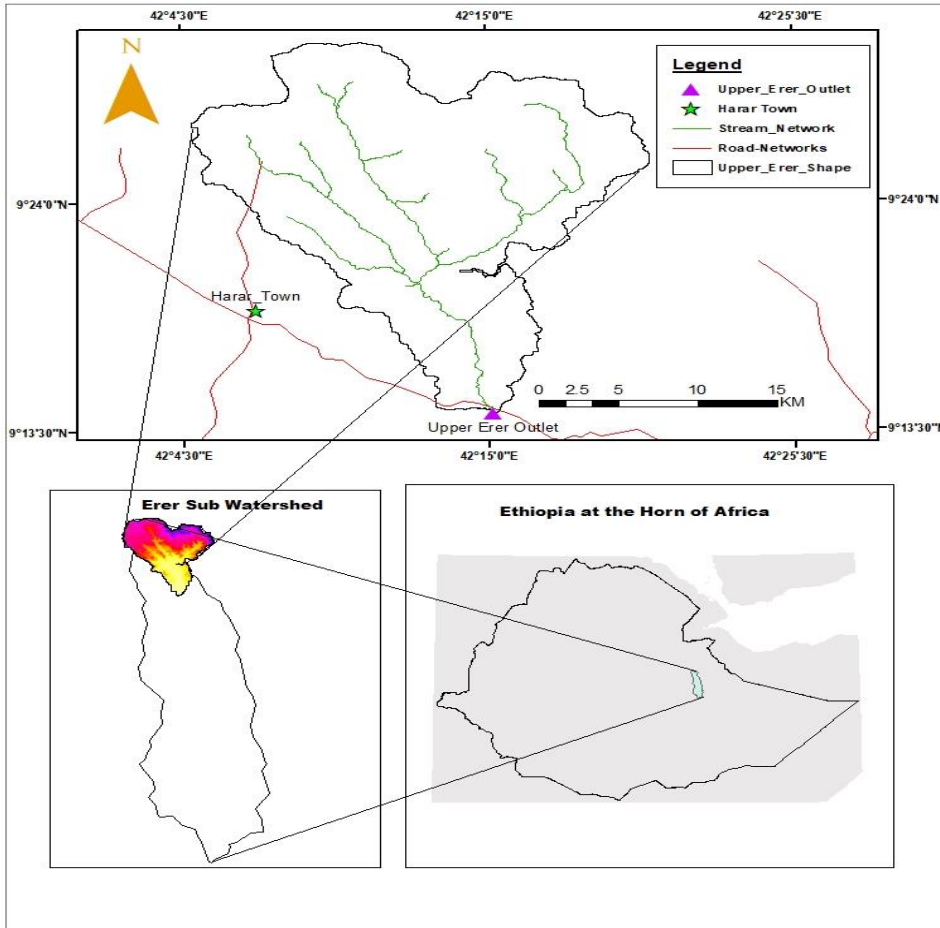 42°4'30"E 42°15'0"E 42°25'30"E
N
Legend
Upper_Erer_Outlet
Harar Town
Stream_Network
Road-Networks
Upper_Erer_Shape
9°24'0"N 9°24'0"N
Harar_Town
0 2.5 5 10 15
KM
Upper Erer Outlet
9°13'30"N 9°13'30"N
42°4'30"E 42°15'0"E 42°25'30"E
Erer Sub Watershed
Ethiopia at the Horn of Africa